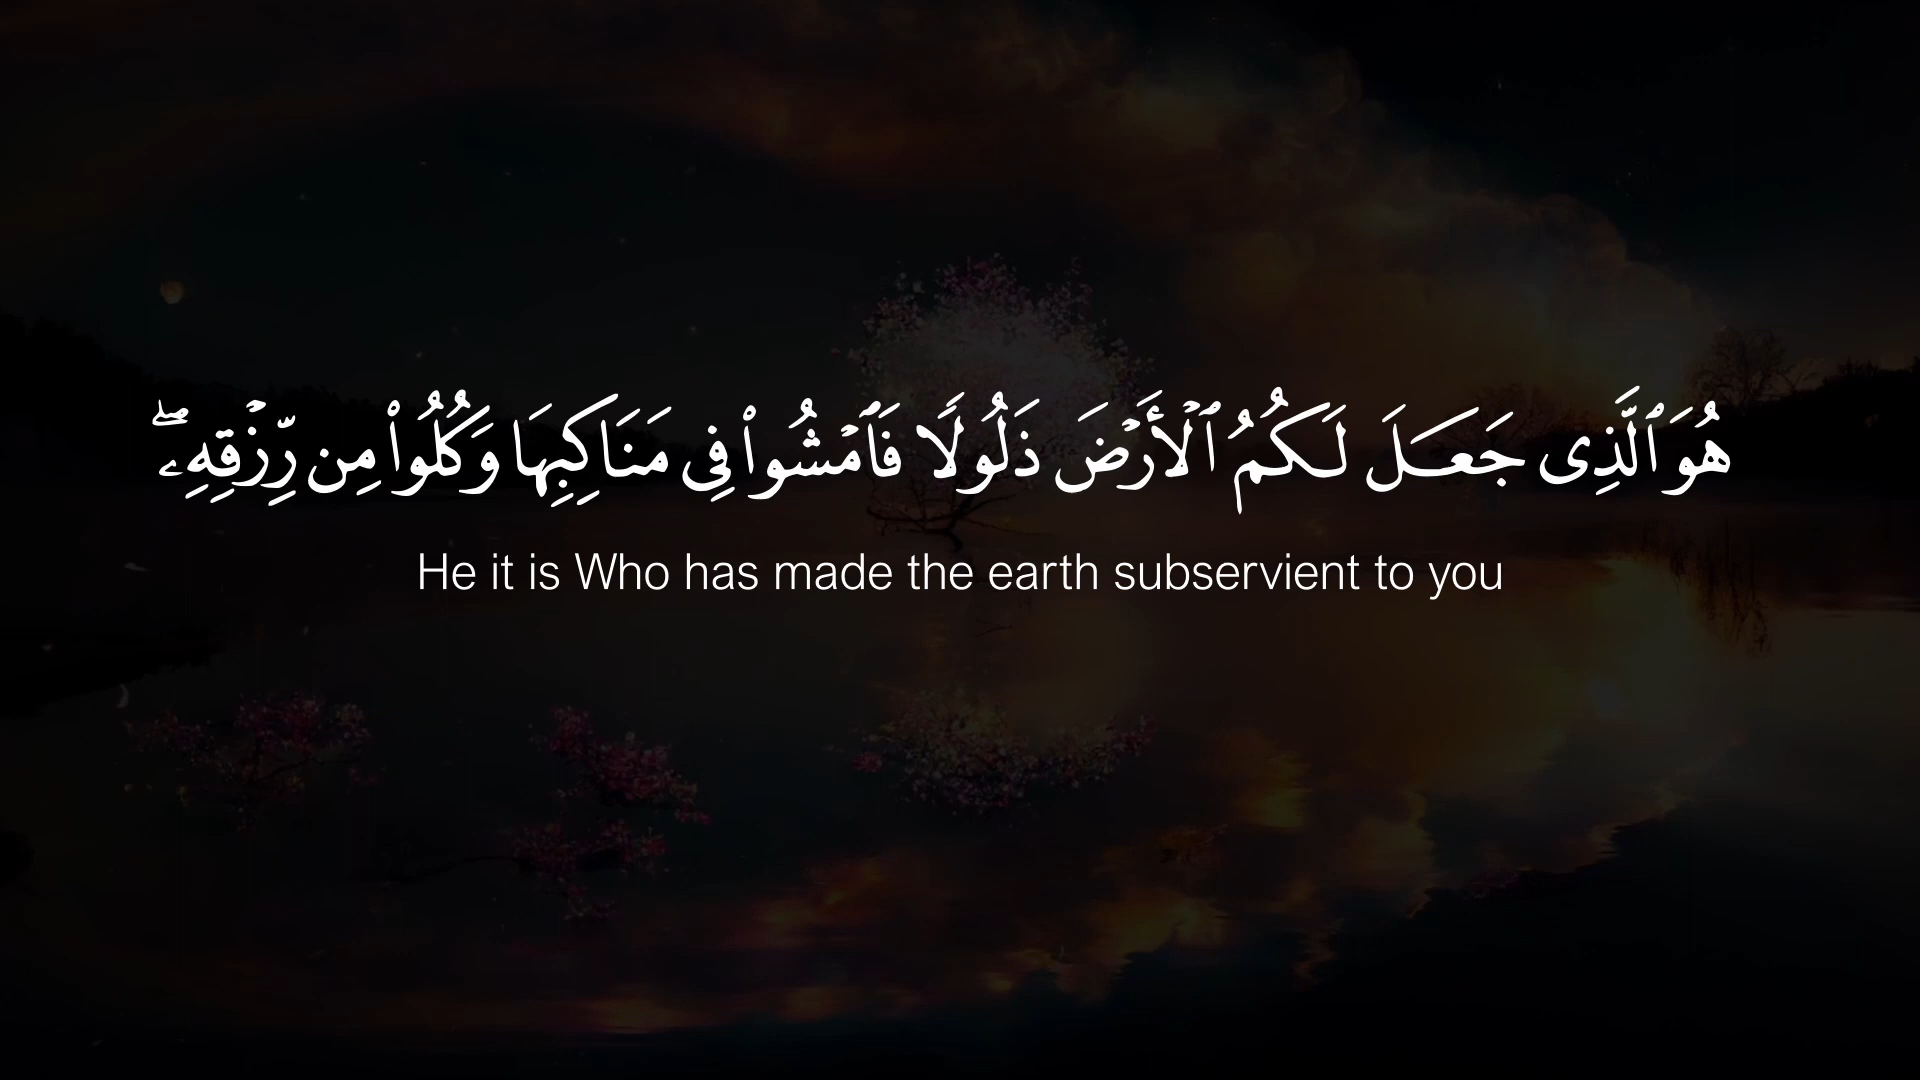 هُوَ ٱلَّذِى جَعَلَ لَكُمُ ٱلْأَرْضَ ذَلُولًا فَٱمْشُوا۟ فِى مَنَاكِبِهَا وَكُلُوا۟ مِن رِّزْقِهِۦ ۖ
He it is Who has made the earth subservient to you